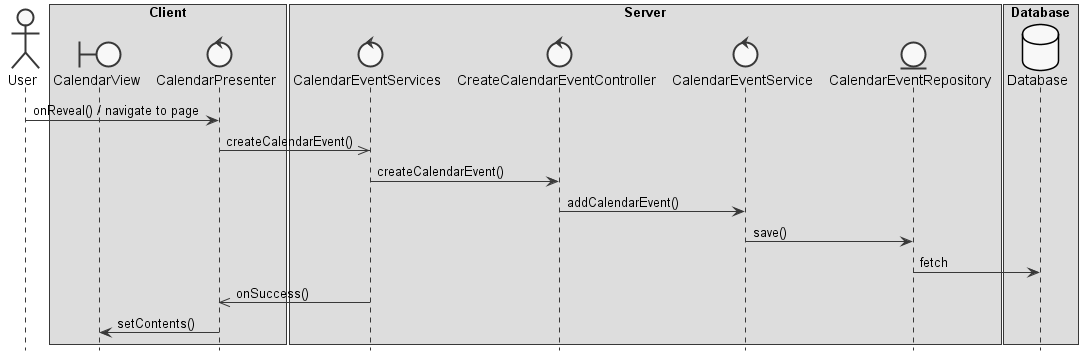 Client
Server
Database
User
CalendarView
CalendarPresenter
CalendarEventServices
CreateCalendarEventController
CalendarEventService
CalendarEventRepository
Database
onReveal() / navigate to page
createCalendarEvent()
createCalendarEvent()
addCalendarEvent()
save()
fetch
onSuccess()
setContents()